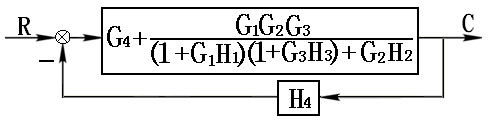 R
G₄+
G₁G₂G₃
(1+G₁H₁)(1+G₃H₃)+G₂H₂
C
−
H₄